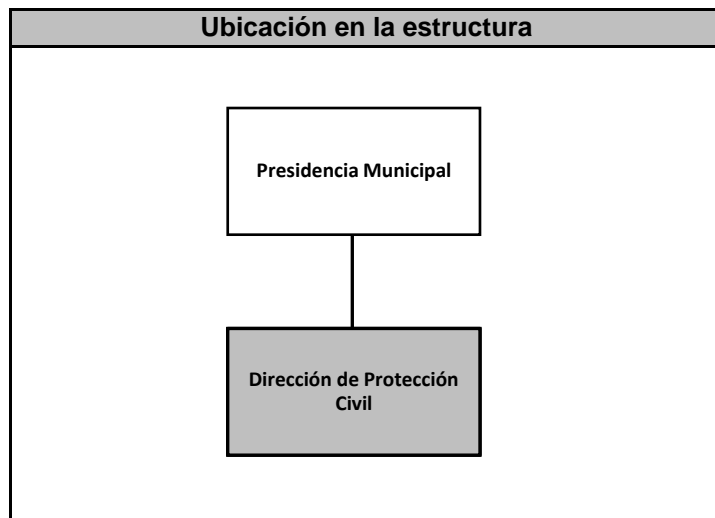 Ubicación en la estructura
Presidencia Municipal
Dirección de Protección
Civil